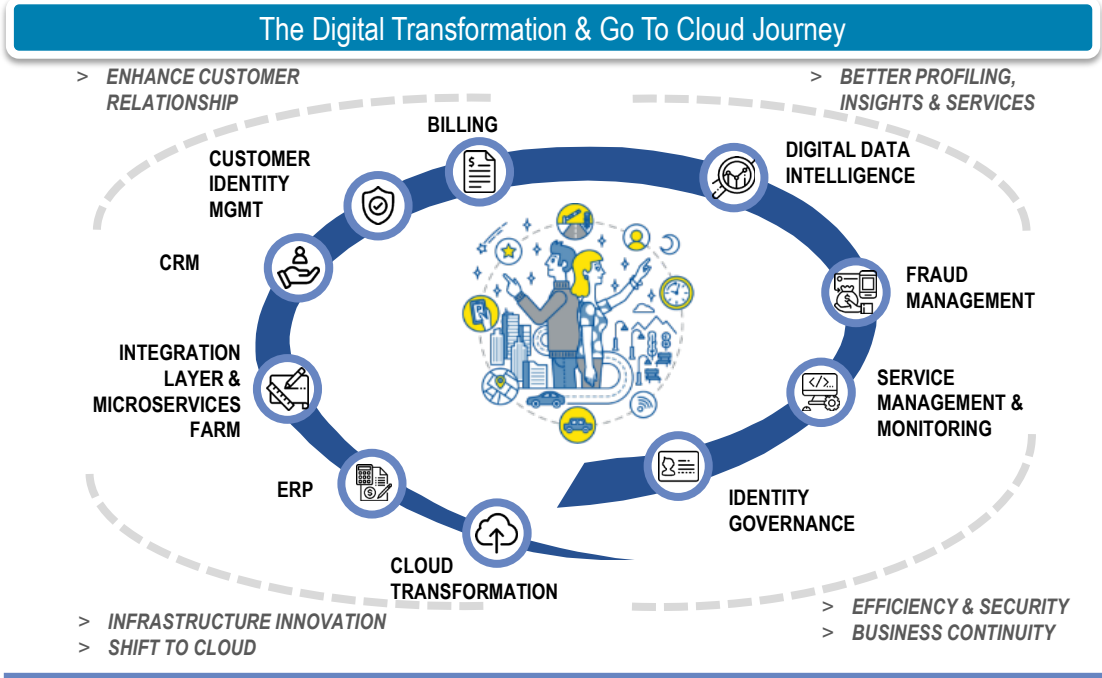 The Digital Transformation & Go To Cloud Journey
> ENHANCE CUSTOMER
RELATIONSHIP
> BETTER PROFILING,
INSIGHTS & SERVICES
BILLING
CUSTOMER
IDENTITY
MGMT
CRM
INTEGRATION
LAYER &
MICROSERVICES
FARM
ERP
CLOUD
TRANSFORMATION
DIGITAL DATA
INTELLIGENCE
FRAUD
MANAGEMENT
SERVICE
MANAGEMENT &
MONITORING
</>
IDENTITY
GOVERNANCE
> INFRASTRUCTURE INNOVATION
> SHIFT TO CLOUD
> EFFICIENCY & SECURITY
> BUSINESS CONTINUITY